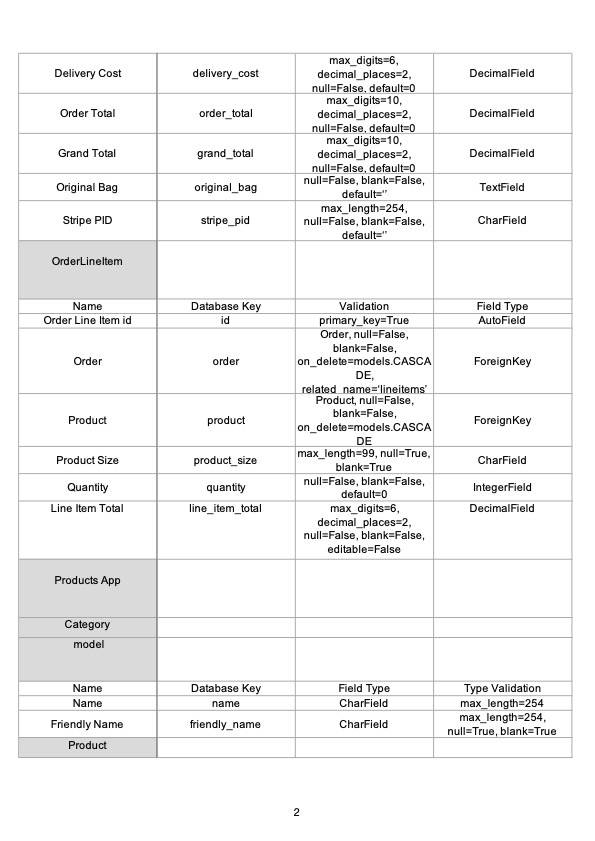 Delivery Cost delivery_cost max_digits=6, decimal_places=2, null=False, default=0 DecimalField
Order Total order_total max_digits=10, decimal_places=2, null=False, default=0 DecimalField
Grand Total grand_total max_digits=10, decimal_places=2, null=False, default=0 DecimalField
Original Bag original_bag null=False, blank=False, default=‘’ TextField
Stripe PID stripe_pid max_length=254, null=False, blank=False, default=‘’ CharField
OrderLineItem
Name Database Key Validation Field Type
Order Line Item id id primary_key=True AutoField
Order order Order, null=False, blank=False, on_delete=models.CASCADE, related_name=‘lineitems’ ForeignKey
Product product Product, null=False, blank=False, on_delete=models.CASCADE ForeignKey
Product Size product_size max_length=99, null=True, blank=True CharField
Quantity quantity null=False, blank=False, default=0 IntegerField
Line Item Total line_item_total max_digits=6, decimal_places=2, null=False, blank=False, editable=False DecimalField
Products App
Category
model
Name Database Key Field Type Type Validation
Name name CharField max_length=254
Friendly Name friendly_name CharField max_length=254, null=True, blank=True
Product
2